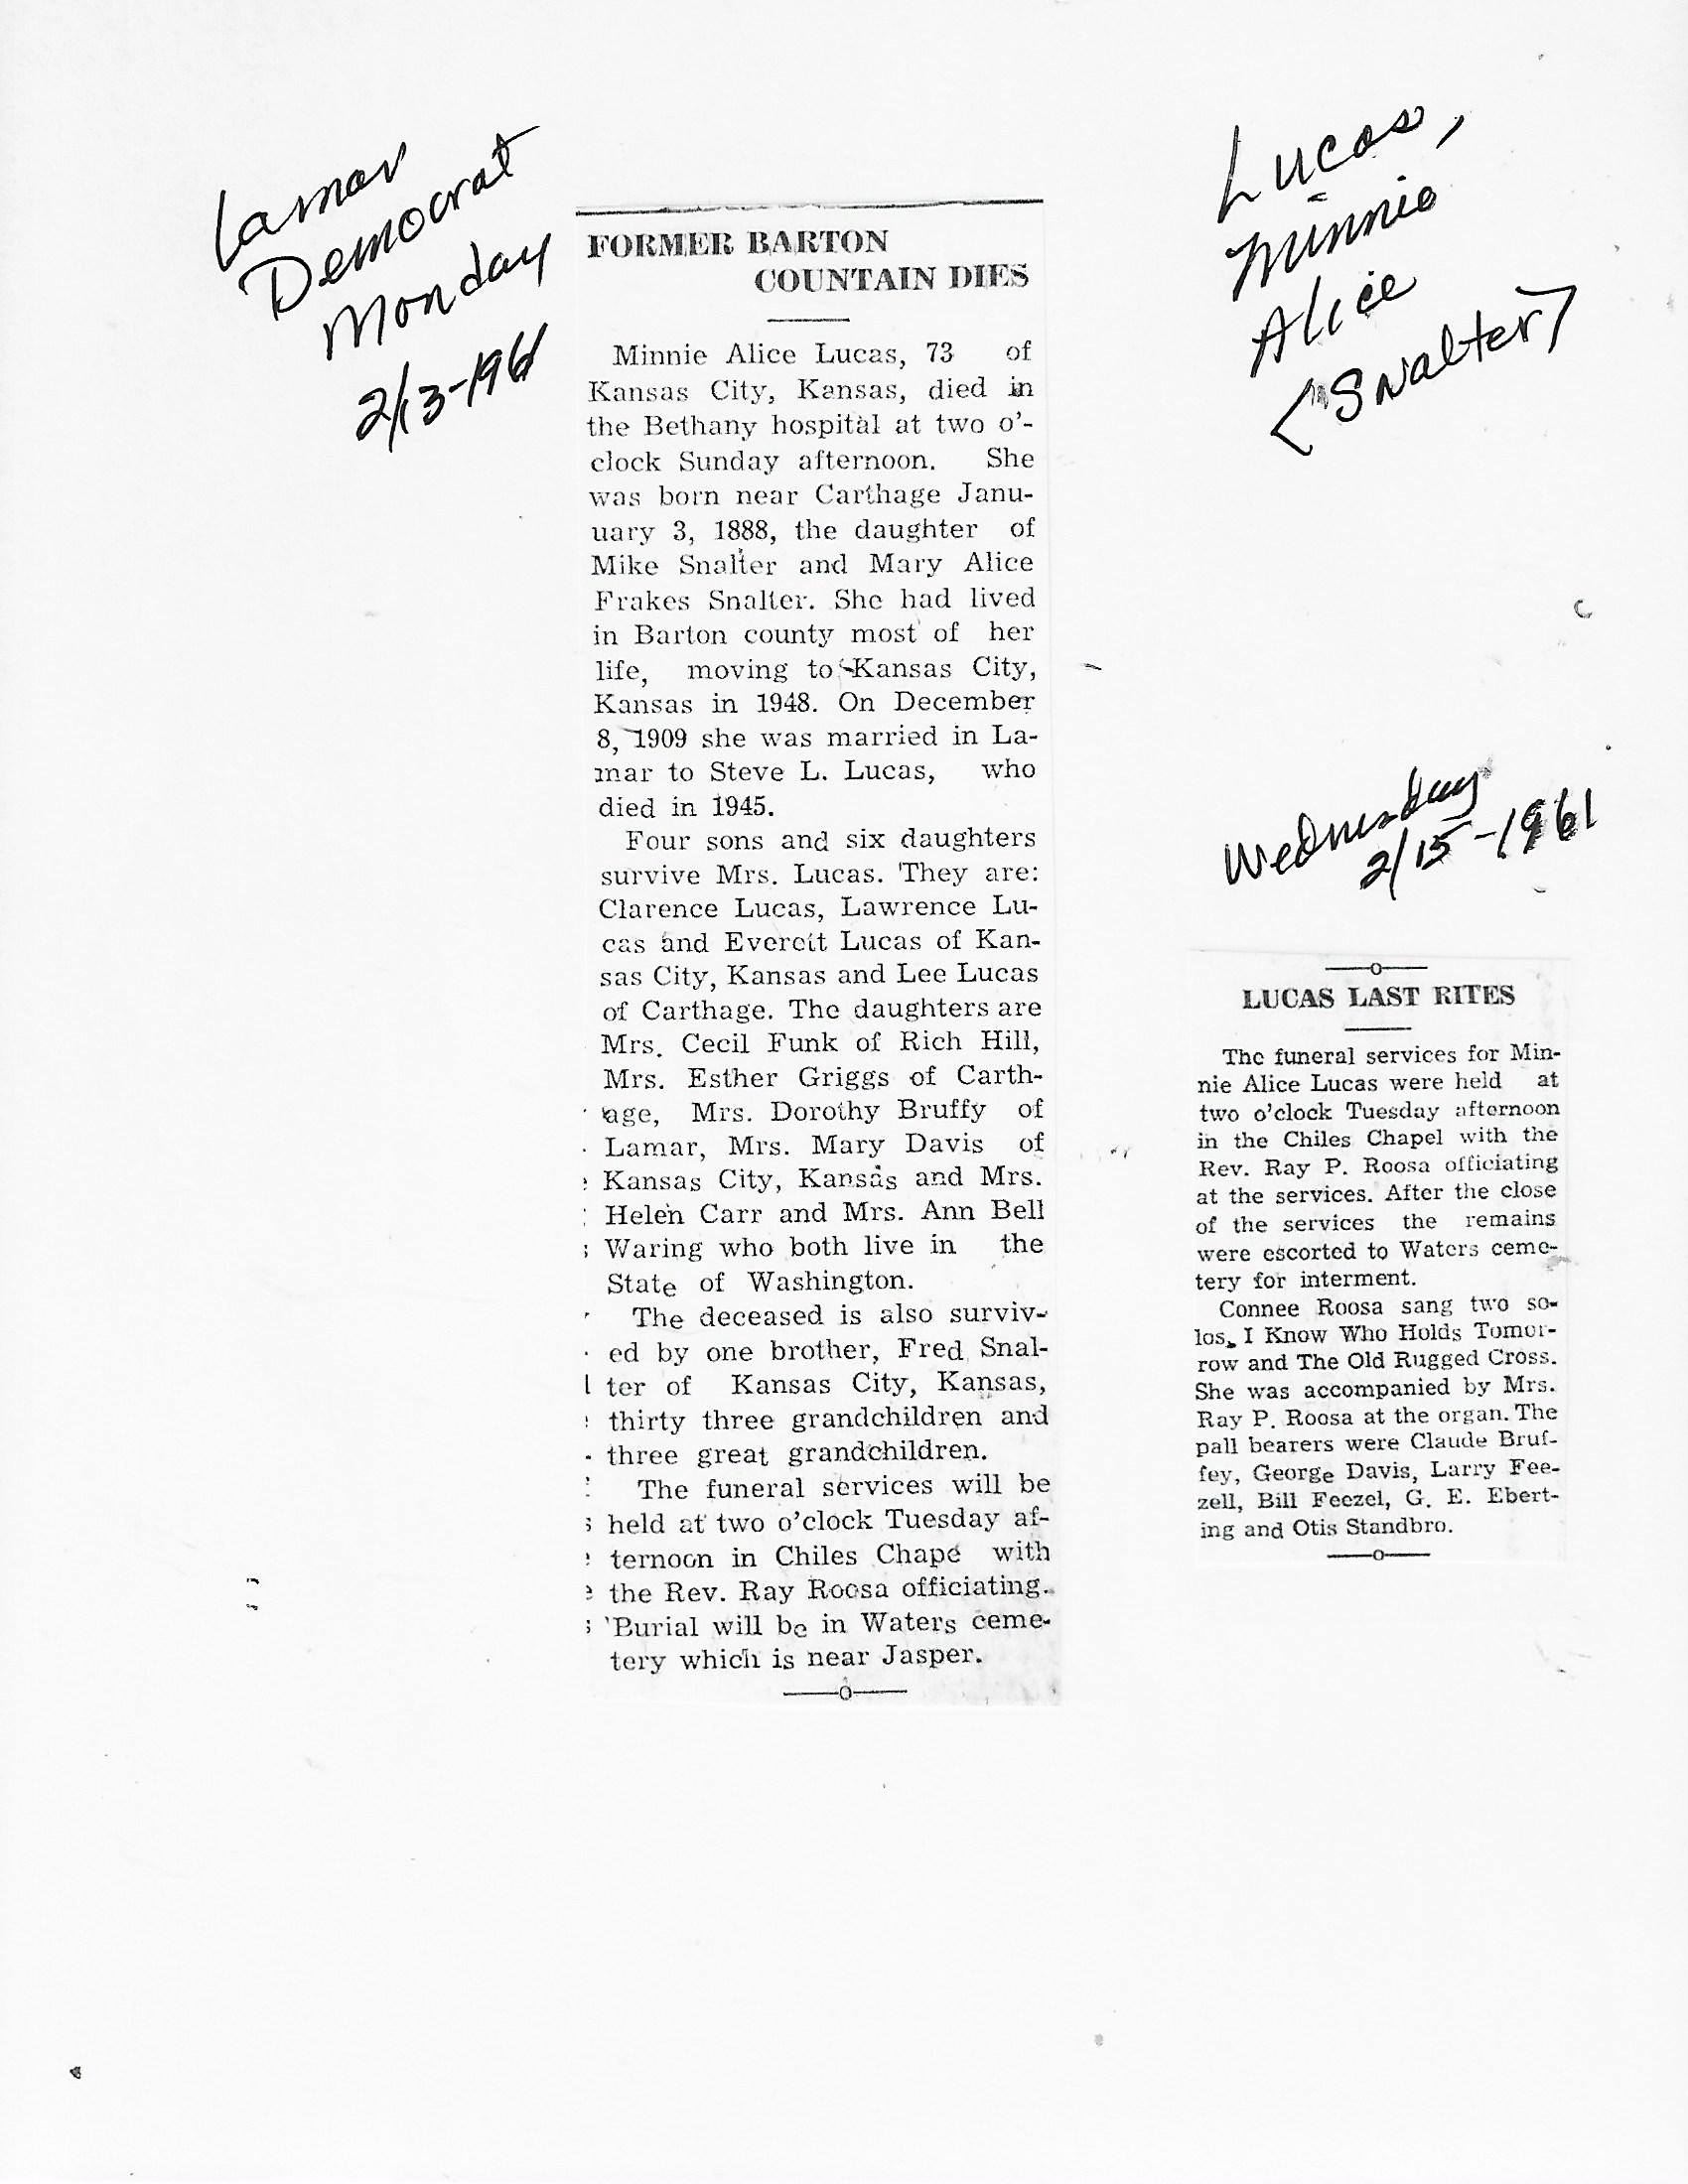 Lamar
Democrat
Monday
2/13-1961
FORMER BARTON
COUNTAIN DIES
Minnie Alice Lucas, 73 of
Kansas City, Kansas, died in
the Bethany hospital at two o'-
clock Sunday afternoon. She
was born near Carthage Janu-
uary 3, 1888, the daughter of
Mike Snalter and Mary Alice
Frakes Snalter. She had lived
in Barton county most of her
life, moving to Kansas City,
Kansas in 1948. On December
8, 1909 she was married in La-
mar to Steve L. Lucas, who
died in 1945.
Four sons and six daughters
survive Mrs. Lucas. They are:
Clarence Lucas, Lawrence Lu-
cas and Everett Lucas of Kan-
sas City, Kansas and Lee Lucas
of Carthage. The daughters are
Mrs. Cecil Funk of Rich Hill,
Mrs. Esther Griggs of Carth-
age, Mrs. Dorothy Bruffy of
Lamar, Mrs. Mary Davis of
Kansas City, Kansas and Mrs.
Helen Carr and Mrs. Ann Bell
Waring who both live in the
State of Washington.
The deceased is also surviv-
ed by one brother, Fred Snal-
ter of Kansas City, Kansas,
thirty three grandchildren and
three great grandchildren.
The funeral services will be
held at two o'clock Tuesday af-
ternoon in Chiles Chape with
the Rev. Ray Roosa officiating.
Burial will be in Waters ceme-
tery which is near Jasper.
Lucas,
Minnie
Alice
<Snalter>
Wednesday
2/15-1961
LUCAS LAST RITES
The funeral services for Min-
nie Alice Lucas were held at
two o'clock Tuesday afternoon
in the Chiles Chapel with the
Rev. Ray P. Roosa officiating
at the services. After the close
of the services the remains
were escorted to Waters ceme-
tery for interment.
Connee Roosa sang two so-
los, I Know Who Holds Tomor-
row and The Old Rugged Cross.
She was accompanied by Mrs.
Ray P. Roosa at the organ. The
pall bearers were Claude Bruf-
fey, George Davis, Larry Fee-
zell, Bill Feezel, G. E. Ebert-
ing and Otis Standbro.